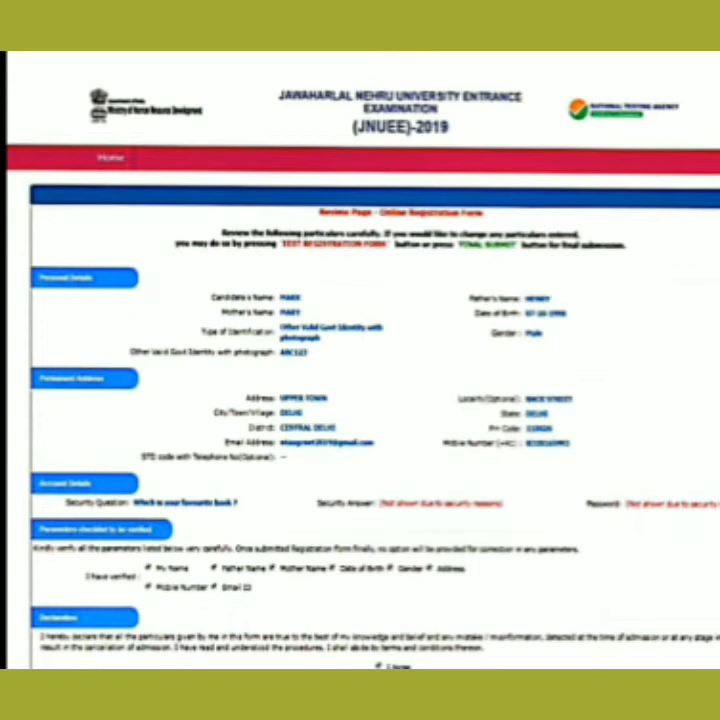 Ministry of Human Resource Development
JAWAHARLAL NEHRU UNIVERSITY ENTRANCE
EXAMINATION
(JNUEE)-2019
NATIONAL TESTING AGENCY
Home
Review Page - Online Registration Form
Review the following particulars carefully. If you would like to change any particulars entered,
you may do so by pressing 'EDIT REGISTRATION FORM' button or press 'FINAL SUBMIT' button for final submission.
Personal Details
Candidate's Name: MARK Father's Name: HENRY
Mother's Name: MARY Date of Birth:
Type of Identification: Other Valid Govt Identity with photograph Gender: Male
Other Valid Govt Identity with photograph: ABC123
Permanent Address
Address: UPPER TOWN Locality(Optional): BACK STREET
City/Town/Village: DELHI State: DELHI
District: CENTRAL DELHI Pin Code:
Email Address: Mobile Number (+91):
STD code with Telephone No(Optional): --
Account Details
Security Question: Which is your favourite book ? Security Answer: (Not shown due to security reasons) Password: (Not shown due to security
Parameters checklist to be verified
Kindly verify all the parameters listed below very carefully. Once submitted Registration Form finally, no option will be provided for correction in any parameters.
I have verified: My Name Father Name Mother Name Date of Birth Gender Address
Mobile Number Email ID
Declaration
I hereby declare that all the particulars given by me in this form are true to the best of my knowledge and belief and any mistake / misinformation, detected at the time of admission or at any stage
result in the cancellation of admission. I have read and understood the procedures. I shall abide by terms and conditions thereon.
I Agree